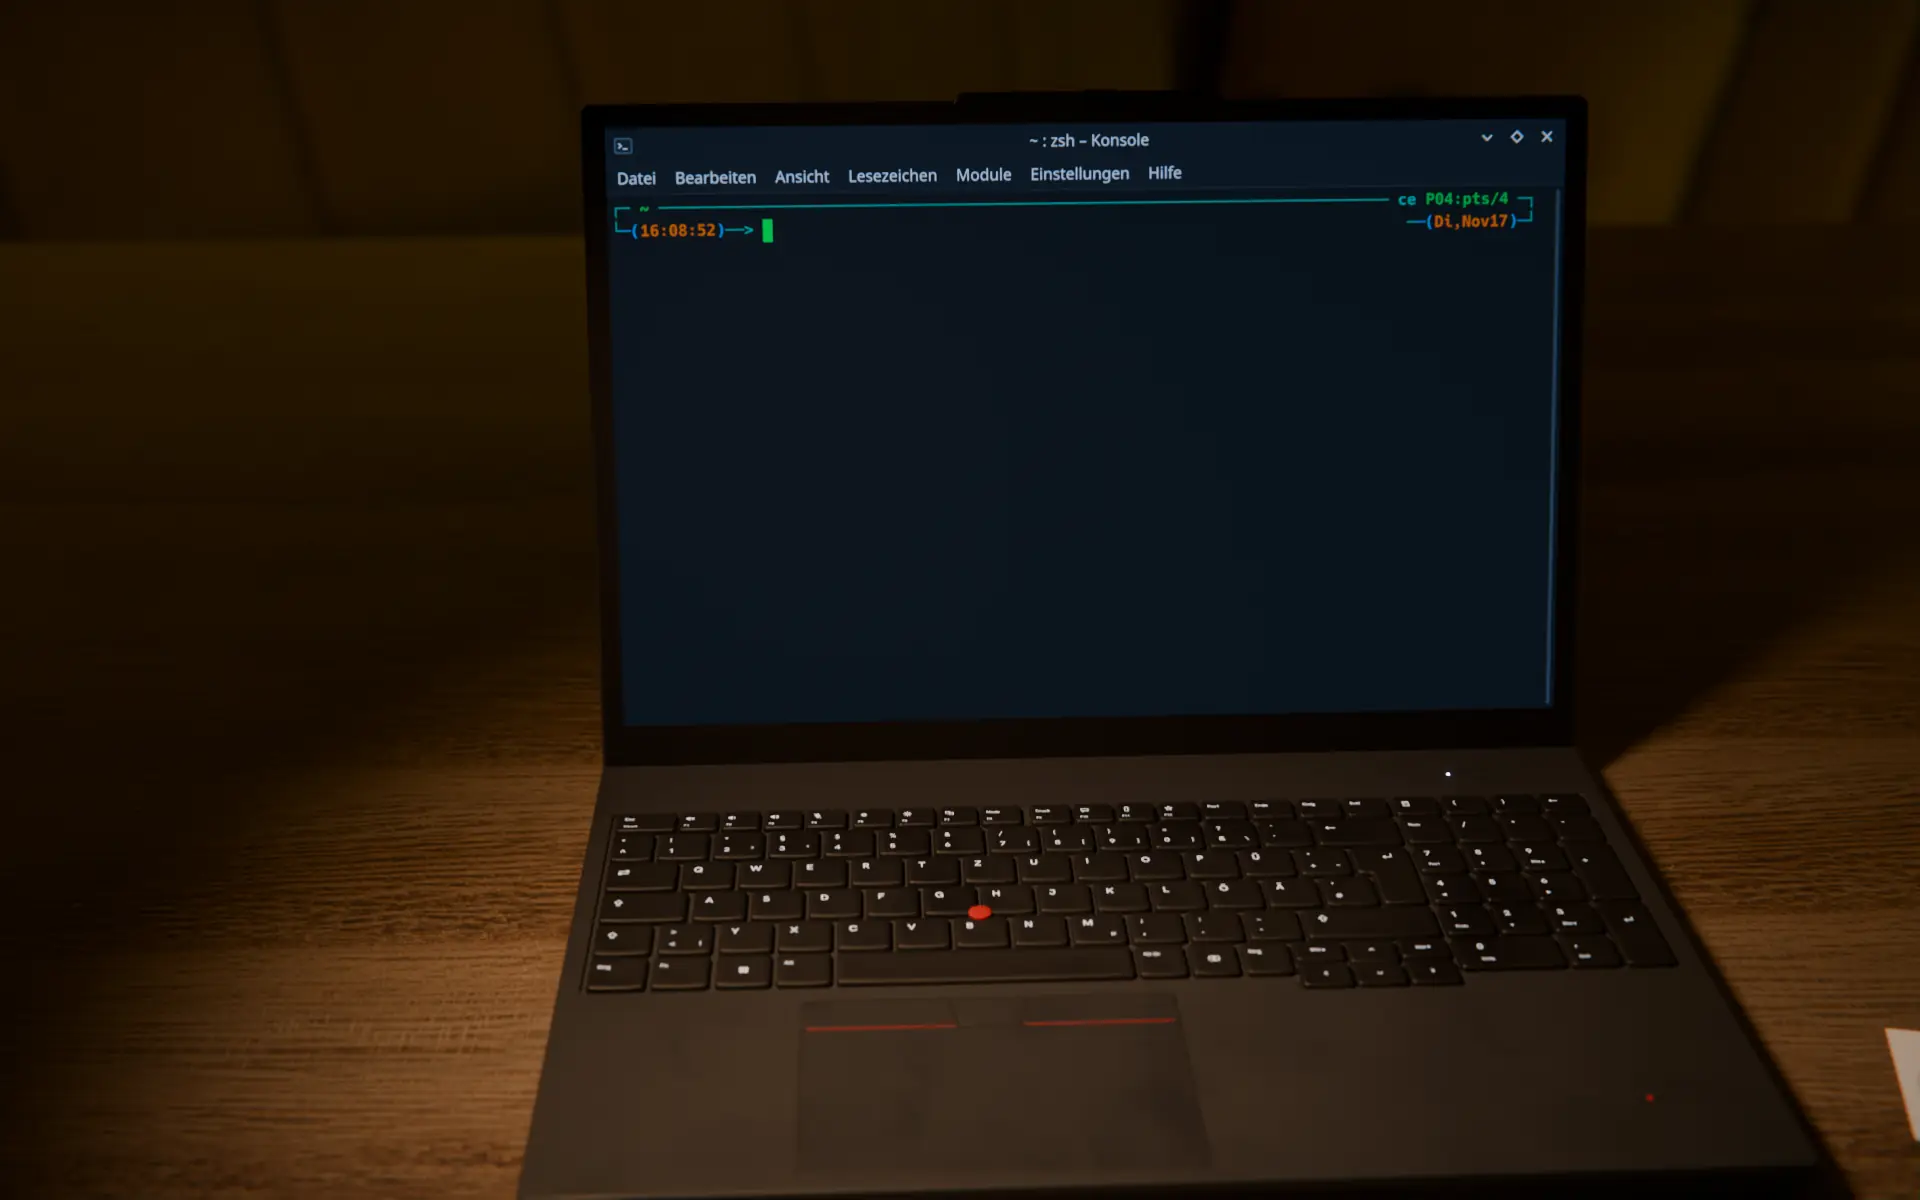 ~ : zsh – Konsole
Datei Bearbeiten Ansicht Lesezeichen Module Einstellungen Hilfe
~ ce P04:pts/4
(16:08:52)—> —(Di,Nov17)
Q W E R T Z U I O P Ü
A S D F G H J K L Ö Ä
Y X C V B N M